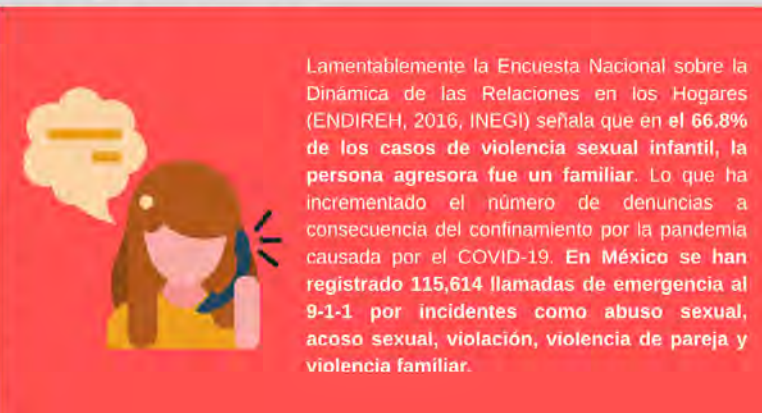 Lamentablemente la Encuesta Nacional sobre la
Dinámica de las Relaciones en los Hogares
(ENDIREH, 2016, INEGI) señala que en el 66.8%
de los casos de violencia sexual infantil, la
persona agresora fue un familiar. Lo que ha
incrementado el número de denuncias a
consecuencia del confinamiento por la pandemia
causada por el COVID-19. En México se han
registrado 115,614 llamadas de emergencia al
9-1-1 por incidentes como abuso sexual,
acoso sexual, violación, violencia de pareja y
violencia familiar.